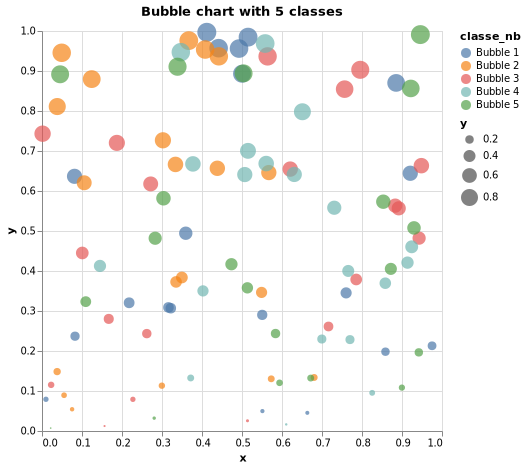 Bubble chart with 5 classes
1.0
0.9
0.8
0.7
0.6
0.5
0.4
0.3
0.2
0.1
0.0
y
0.0 0.1 0.2 0.3 0.4 0.5 0.6 0.7 0.8 0.9 1.0
x
classe_nb
Bubble 1
Bubble 2
Bubble 3
Bubble 4
Bubble 5
y
0.2
0.4
0.6
0.8